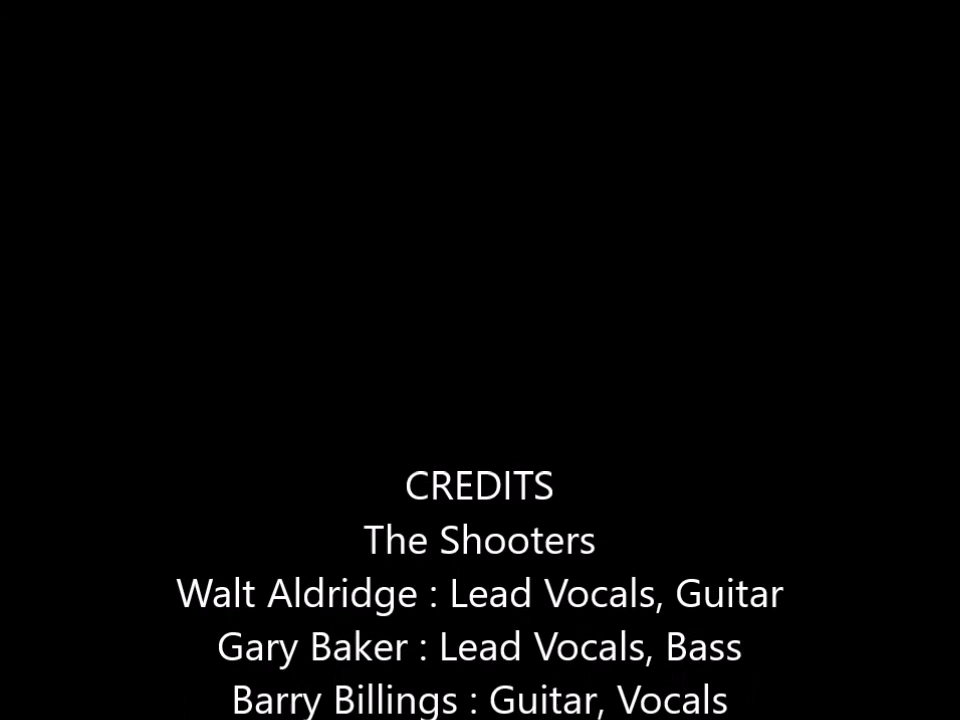 CREDITS
The Shooters
Walt Aldridge : Lead Vocals, Guitar
Gary Baker : Lead Vocals, Bass
Barry Billings : Guitar, Vocals